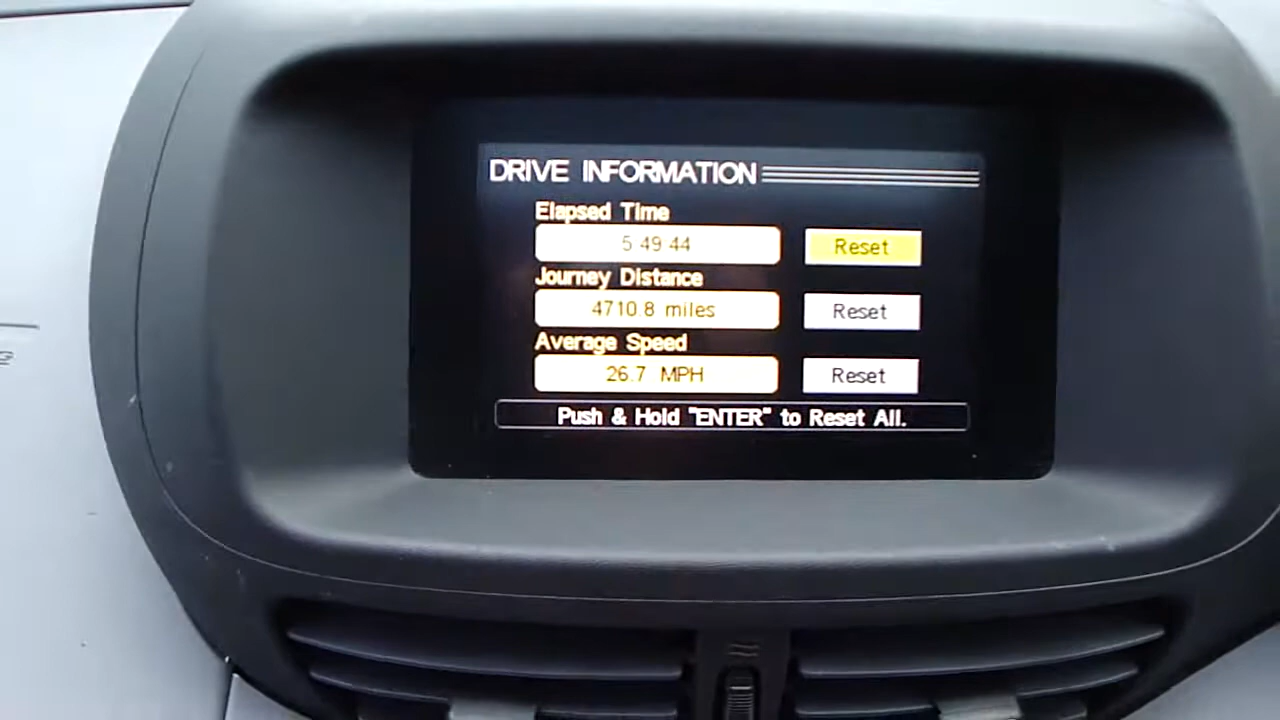 DRIVE INFORMATION
Elapsed Time
5 49 44
Reset
Journey Distance
4710.8 miles
Reset
Average Speed
26.7 MPH
Reset
Push & Hold "ENTER" to Reset All.